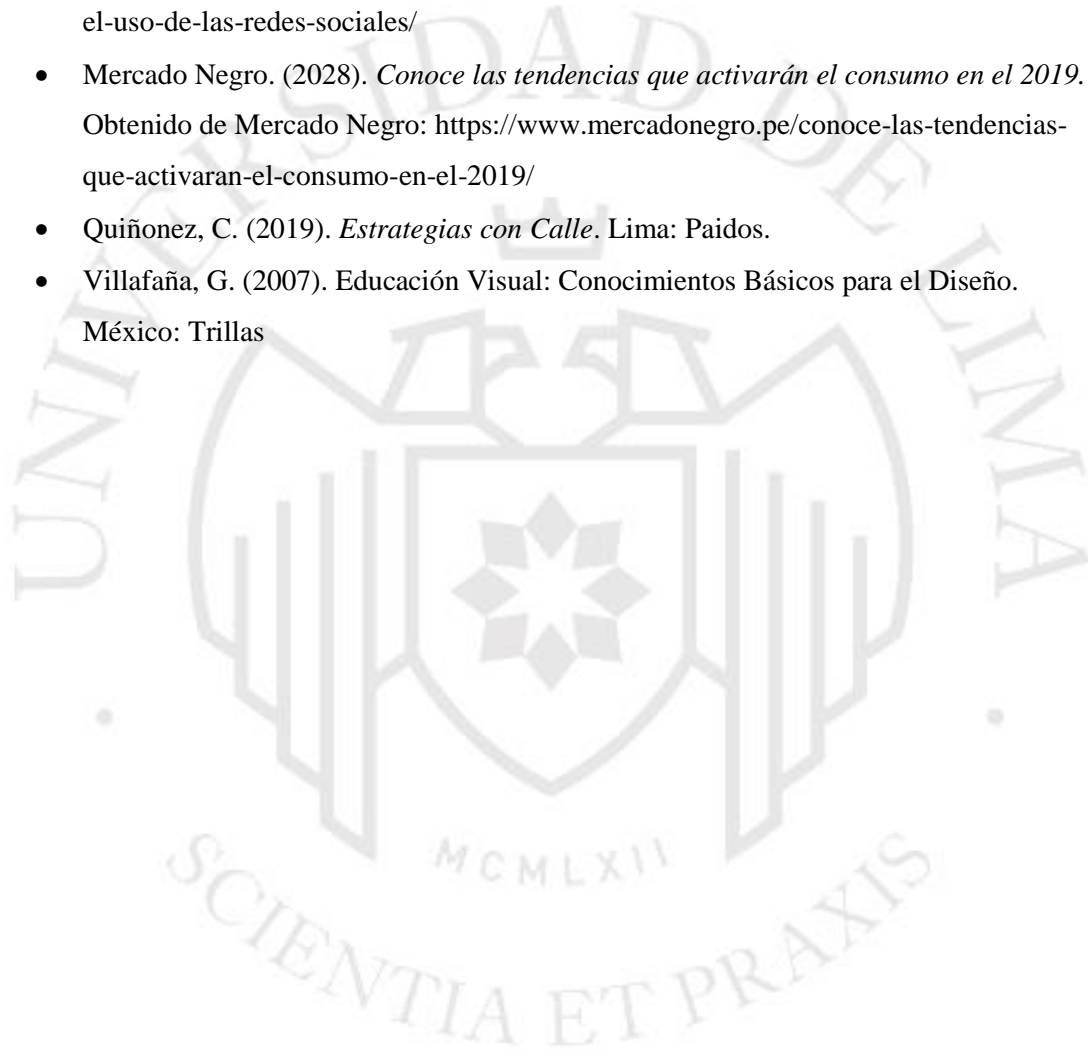 el-uso-de-las-redes-sociales/
• Mercado Negro. (2028). Conoce las tendencias que activarán el consumo en el 2019.
Obtenido de Mercado Negro: https://www.mercadonegro.pe/conoce-las-tendencias-
que-activaran-el-consumo-en-el-2019/
• Quiñonez, C. (2019). Estrategias con Calle. Lima: Paidos.
• Villafaña, G. (2007). Educación Visual: Conocimientos Básicos para el Diseño.
México: Trillas
UNIVERSIDAD DE LIMA
MCMLXII
SCIENTIA ET PRAXIS